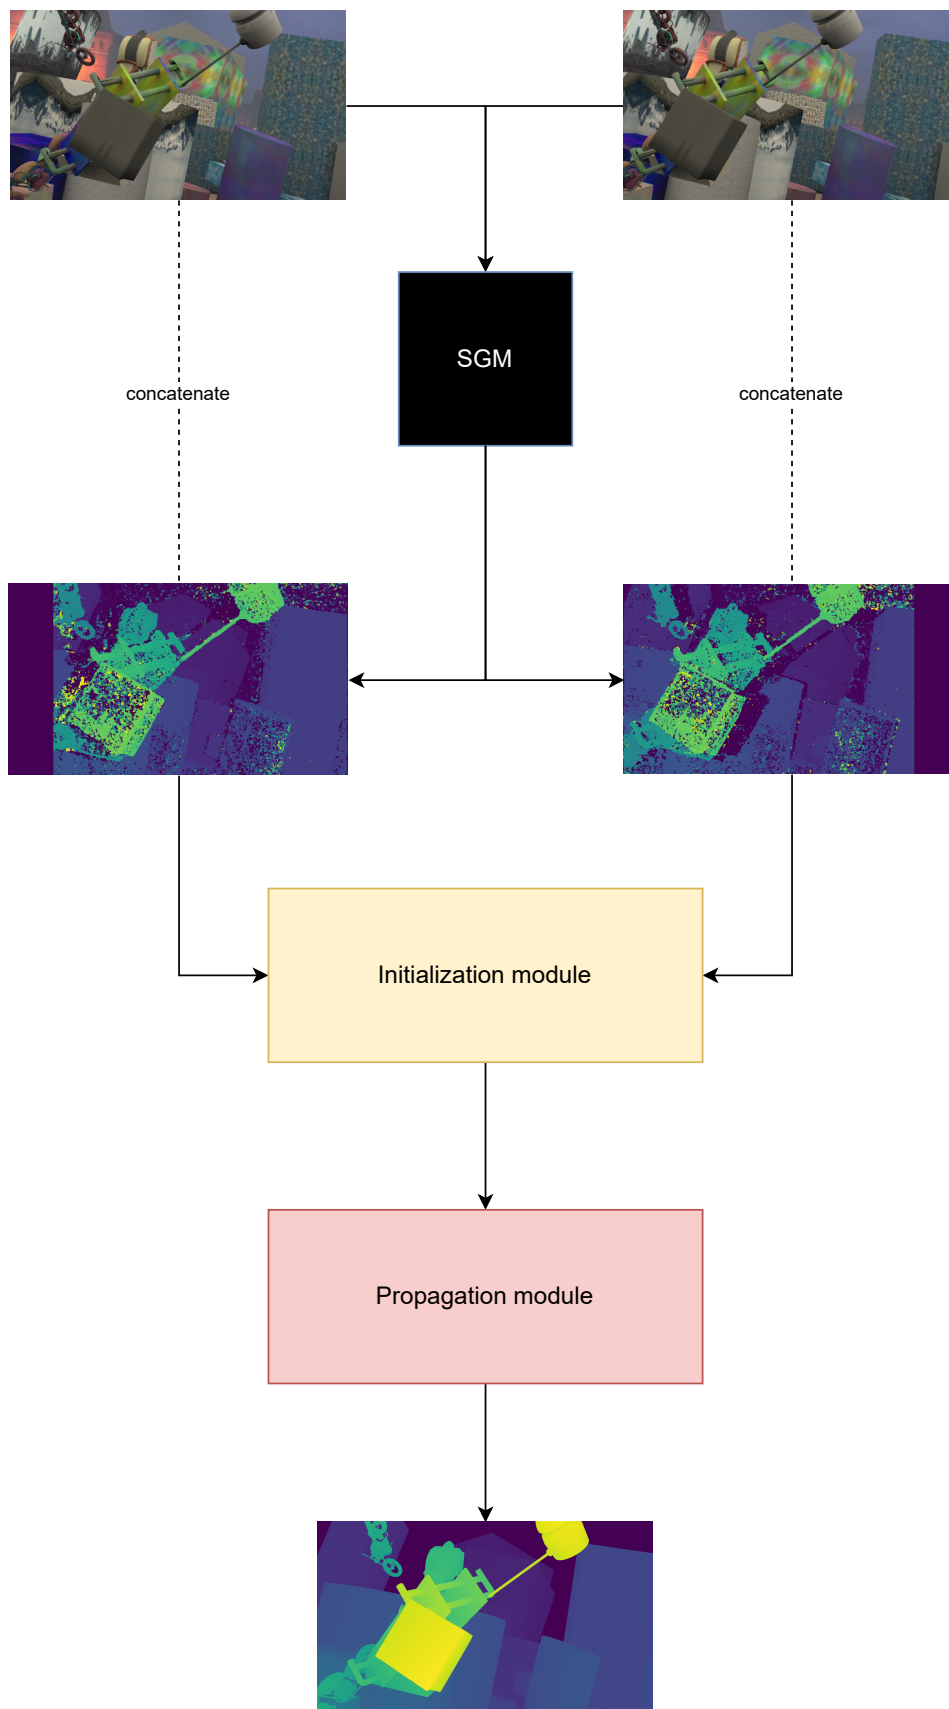 SGM
concatenate
concatenate
Initialization module
Propagation module